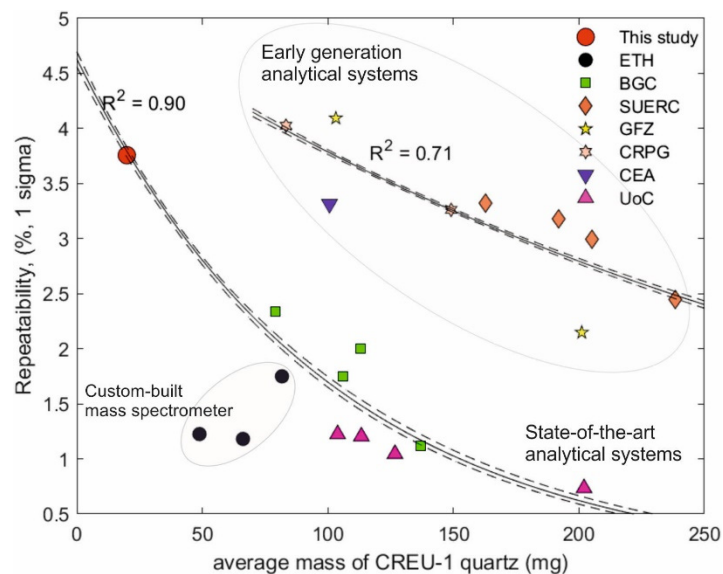 5
4.5
4
3.5
3
2.5
2
1.5
1
0.5
0
50
100
150
200
250
Repeataibility, (%, 1 sigma)
average mass of CREU-1 quartz (mg)
Early generation
analytical systems
R² = 0.90
R² = 0.71
Custom-built
mass spectrometer
State-of-the-art
analytical systems
This study
ETH
BGC
SUERC
GFZ
CRPG
CEA
UoC